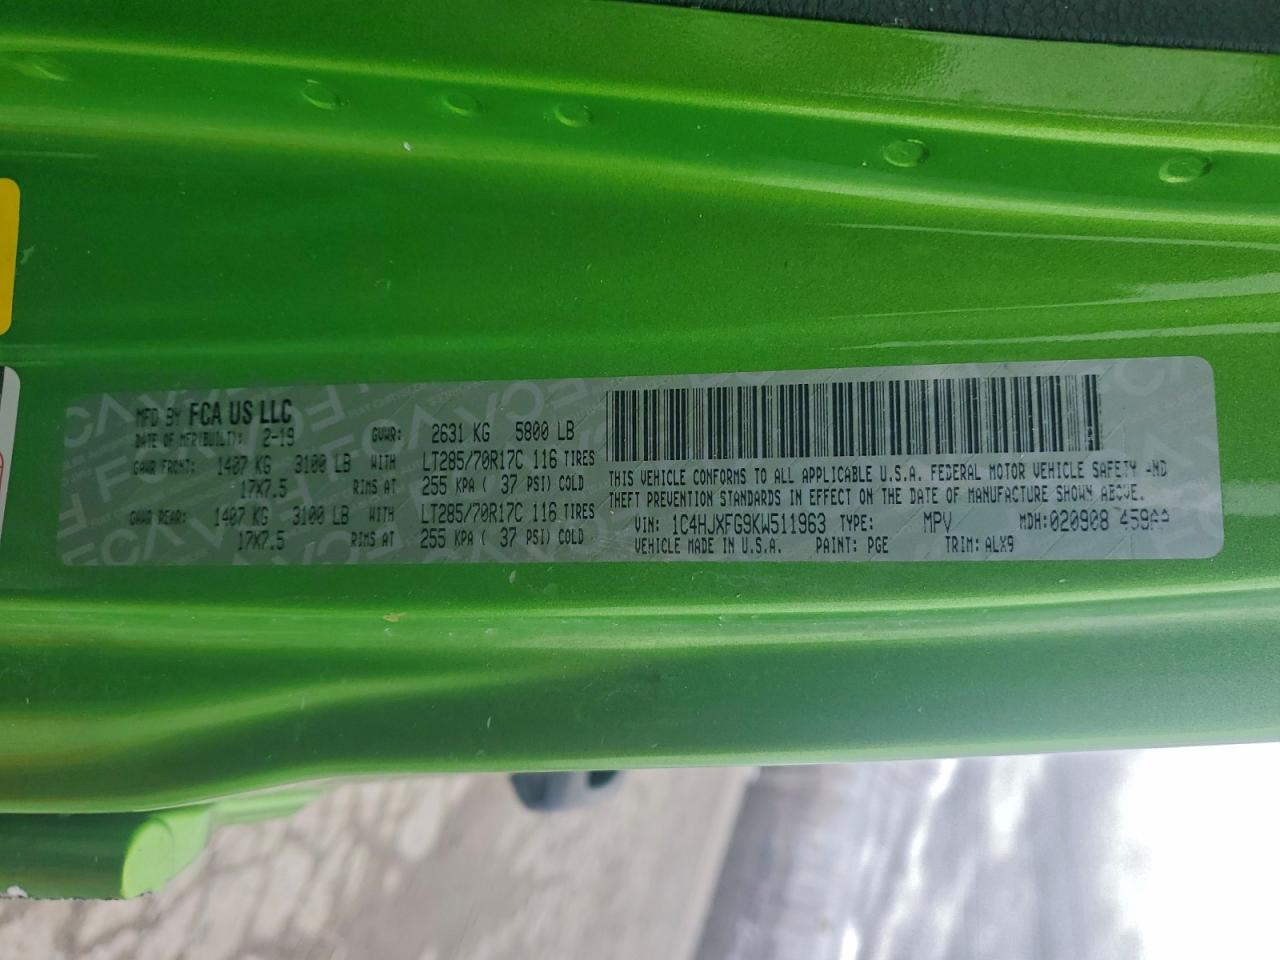 MFD BY FCA US LLC
DATE OF MFR(BUILT): 2-19 GVWR: 2631 KG 5800 LB
GAWR FRONT: 1407 KG 3100 LB WITH LT285/70R17C 116 TIRES
17X7.5 RIMS AT 255 KPA ( 37 PSI) COLD
GAWR REAR: 1407 KG 3100 LB WITH LT285/70R17C 116 TIRES
17X7.5 RIMS AT 255 KPA ( 37 PSI) COLD
THIS VEHICLE CONFORMS TO ALL APPLICABLE U.S.A. FEDERAL MOTOR VEHICLE SAFETY AND
THEFT PREVENTION STANDARDS IN EFFECT ON THE DATE OF MANUFACTURE SHOWN ABOVE.
VIN: 1C4HJXFG9KW511963 TYPE: MPV MDH:020908 459AA
VEHICLE MADE IN U.S.A. PAINT: PGE TRIM: ALX9